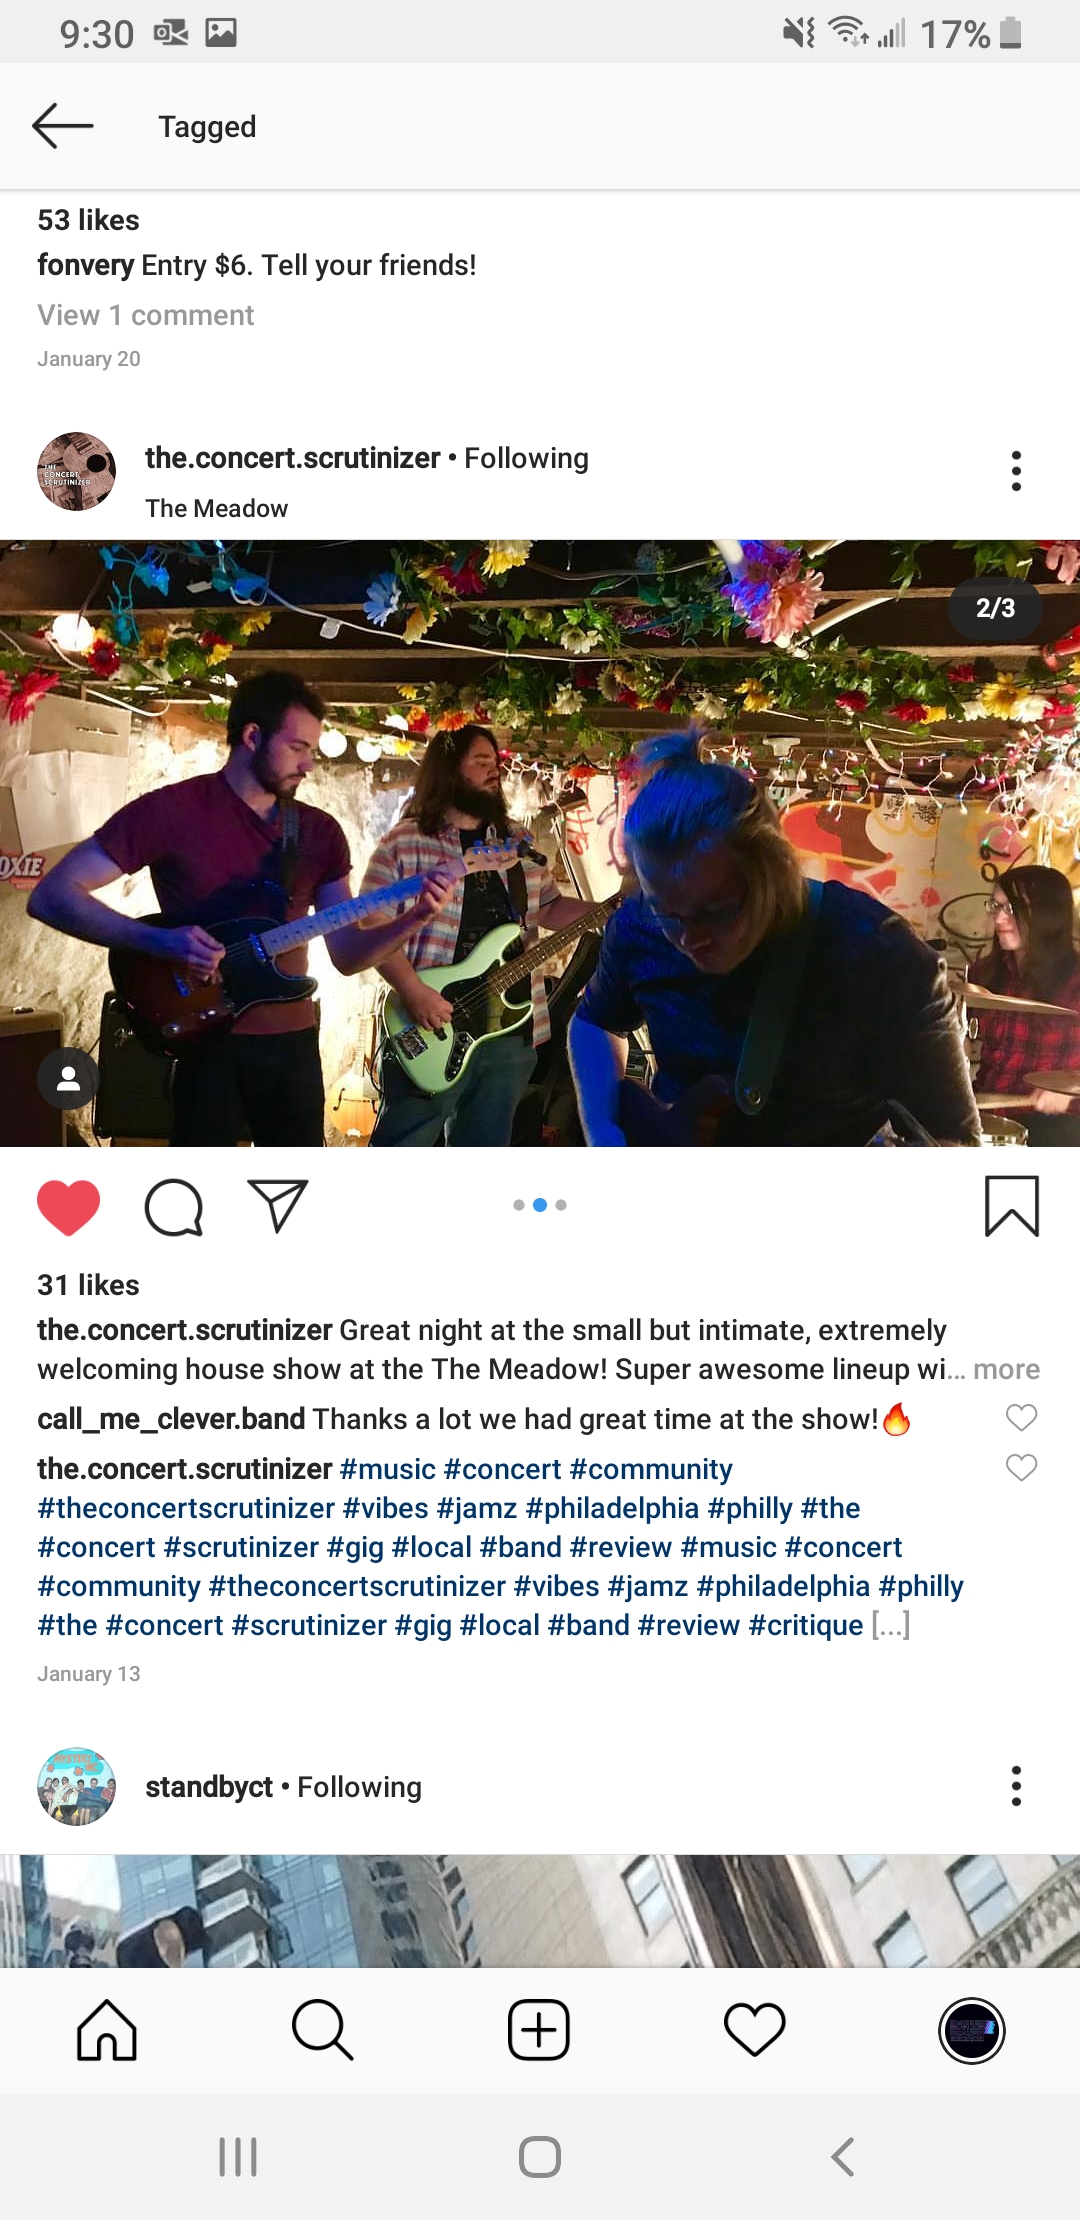 9:30
17%
Tagged
53 likes
fonvery Entry $6. Tell your friends!
View 1 comment
January 20
THE
CONCERT
SCRUTINIZER
the.concert.scrutinizer • Following
The Meadow
2/3
OXIE
31 likes
the.concert.scrutinizer Great night at the small but intimate, extremely
welcoming house show at the The Meadow! Super awesome lineup wi... more
call_me_clever.band Thanks a lot we had great time at the show!🔥
the.concert.scrutinizer #music #concert #community
#theconcertscrutinizer #vibes #jamz #philadelphia #philly #the
#concert #scrutinizer #gig #local #band #review #music #concert
#community #theconcertscrutinizer #vibes #jamz #philadelphia #philly
#the #concert #scrutinizer #gig #local #band #review #critique [...]
January 13
MYSTERY
standbyct • Following